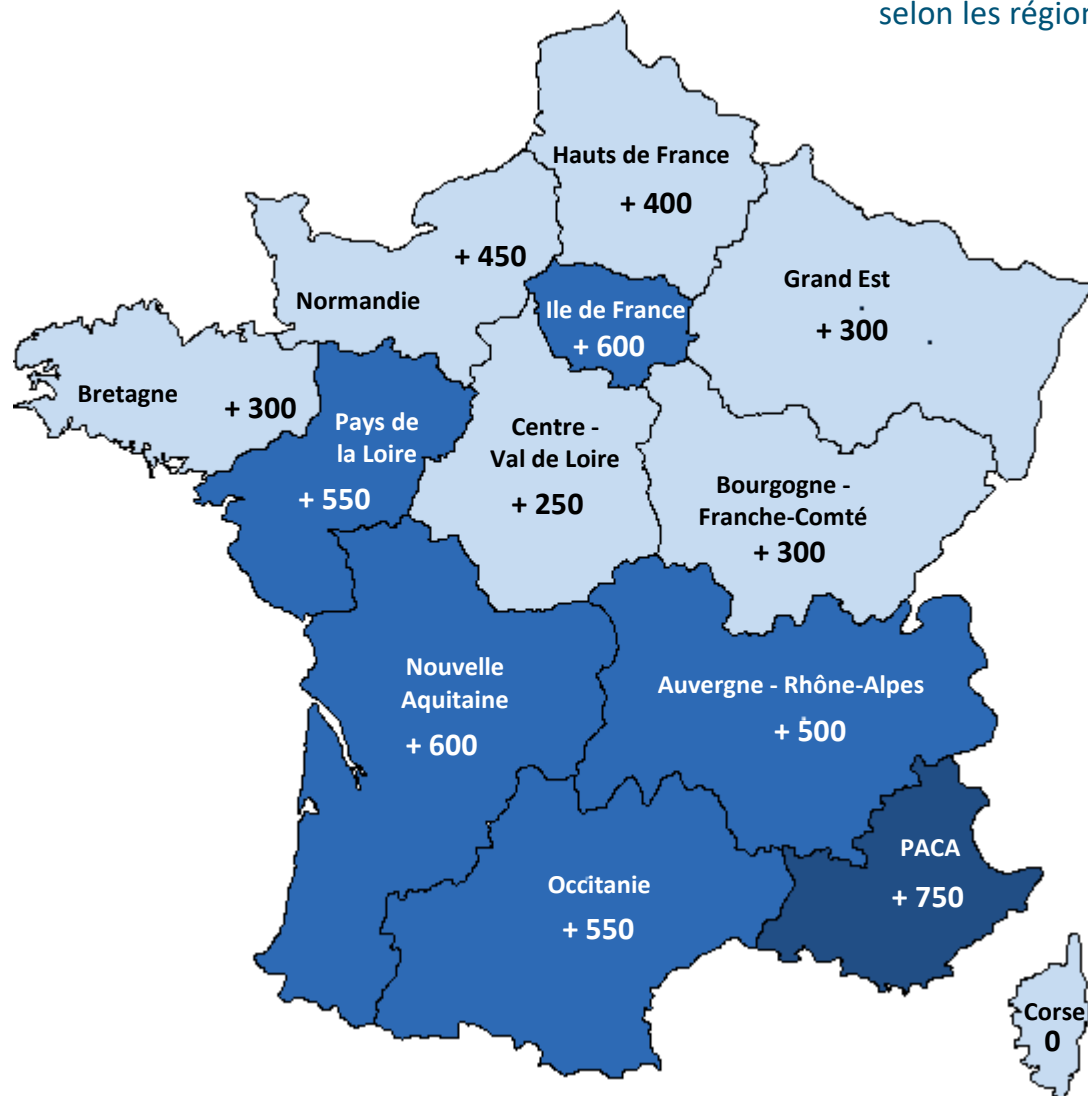 selon les région
Hauts de France
+ 400
+ 450
Normandie
Ile de France
+ 600
Grand Est
+ 300
Bretagne
+ 300
Pays de
la Loire
+ 550
Centre -
Val de Loire
+ 250
Bourgogne -
Franche-Comté
+ 300
Nouvelle
Aquitaine
+ 600
Auvergne - Rhône-Alpes
+ 500
PACA
+ 750
Occitanie
+ 550
Corse
0